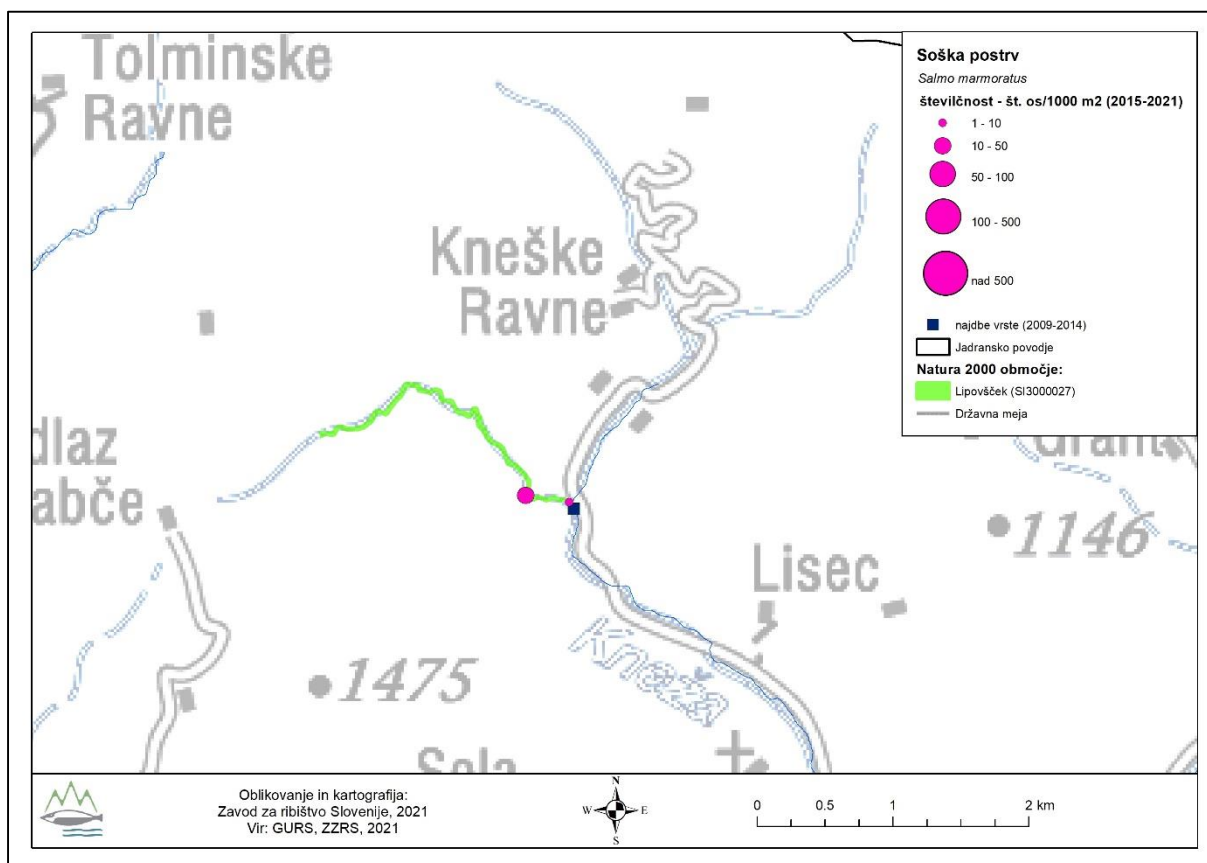 Tolminske
Ravne
Kneške
Ravne
dlaz
abče
1475
Lisec
1146
Grant
Knaža
Sela
Soška postrv
Salmo marmoratus
številčnost - št. os/1000 m2 (2015-2021)
1 - 10
10 - 50
50 - 100
100 - 500
nad 500
najdbe vrste (2009-2014)
Jadransko povodje
Natura 2000 območje:
Lipovšček (SI3000027)
Državna meja
Oblikovanje in kartografija:
Zavod za ribištvo Slovenije, 2021
Vir: GURS, ZZRS, 2021
N
W E
S
0 0.5 1 2 km